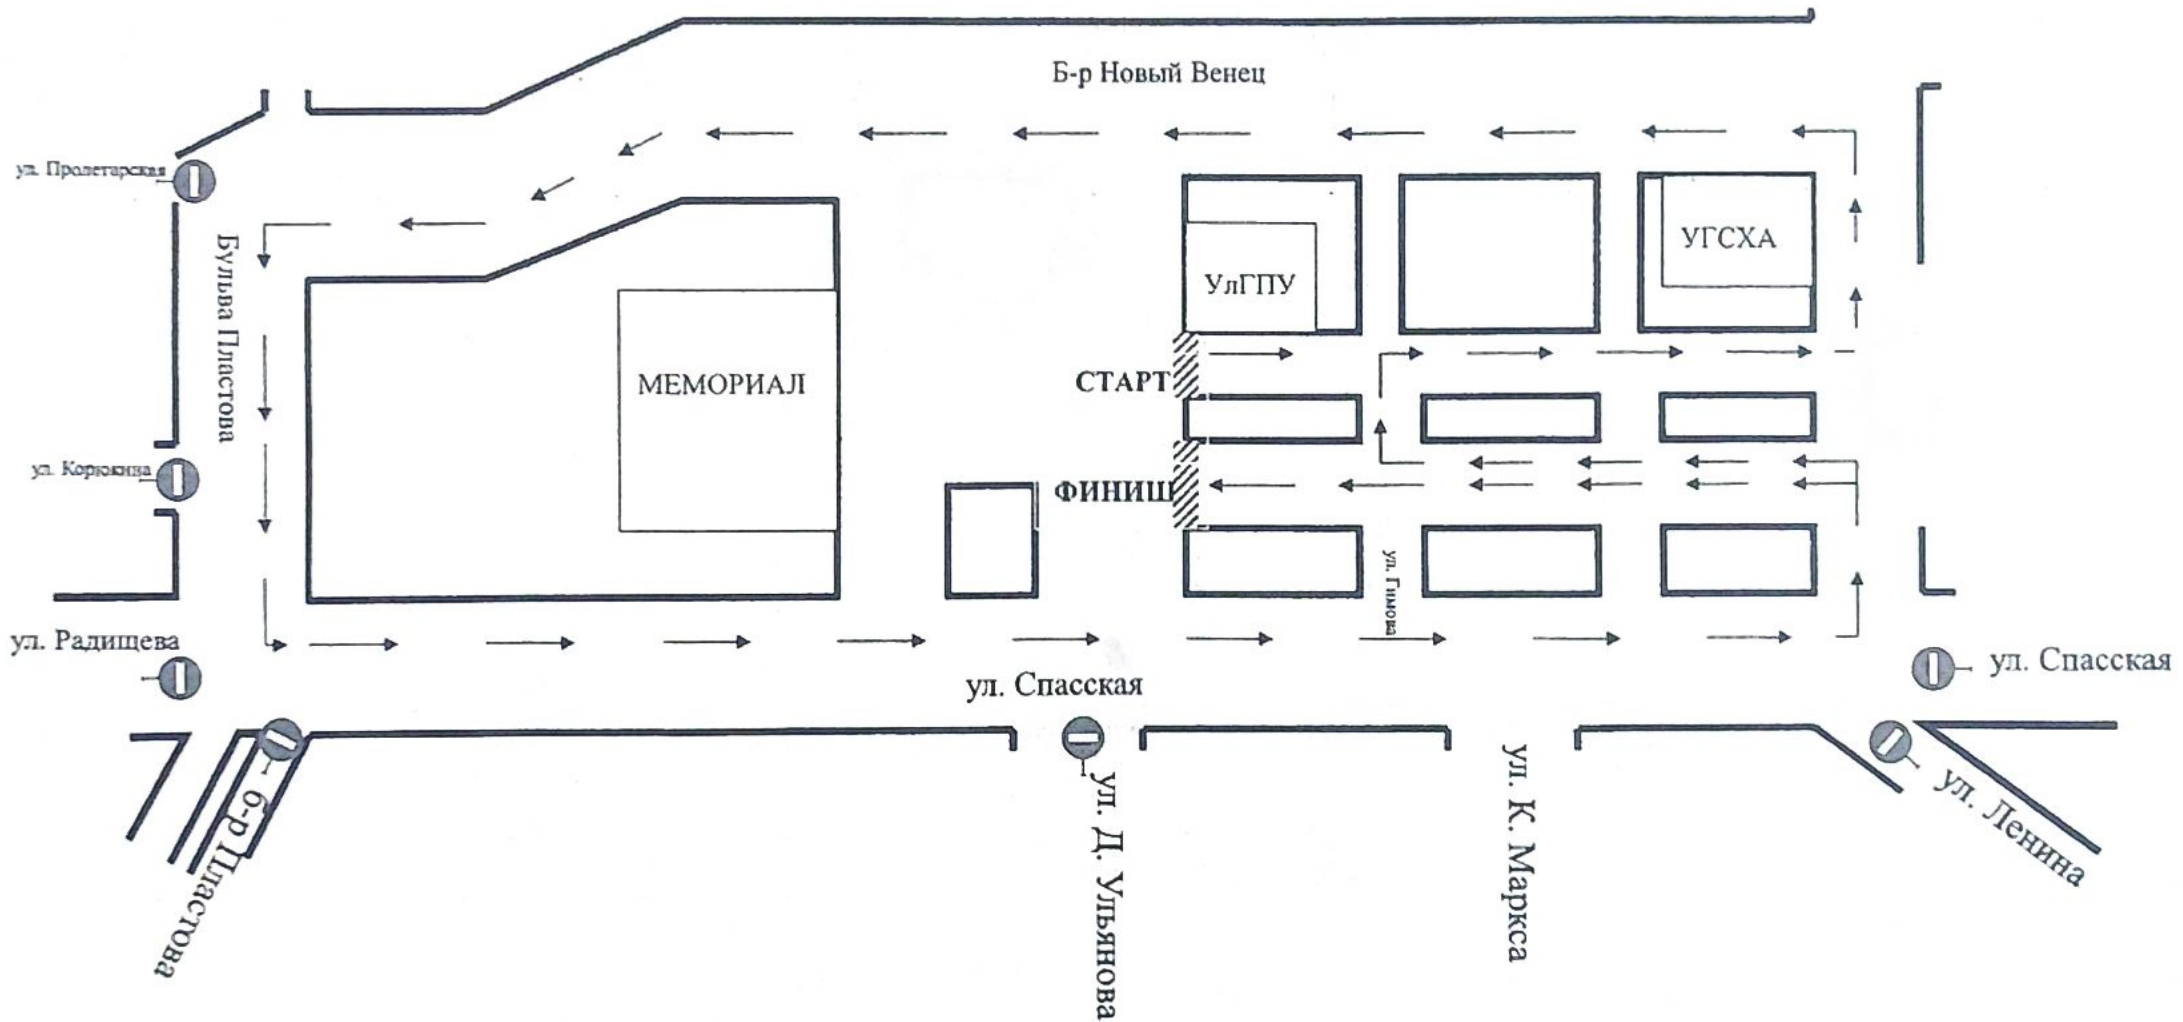 Б-р Новый Венец
ул. Пролетарская
УГСХА
УлГПУ
Бульва Пластова
МЕМОРИАЛ
СТАРТ
ул. Корюкина
ФИНИШ
ул. Гимова
ул. Радищева
ул. Спасская
ул. Спасская
б-р Пластова
ул. Д. Ульянова
ул. К. Маркса
ул. Ленина